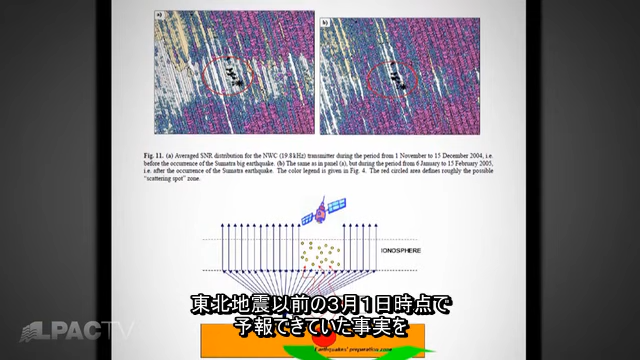 a)
b)
Fig. 11. (a) Averaged SNR distribution for the NWC (19.8 kHz) transmitter during the period from 1 November to 15 December 2004, i.e.
before the occurrence of the Sumatra big earthquake. (b) The same as in panel (a), but during the period from 6 January to 15 February 2005,
i.e. after the occurrence of the Sumatra earthquake. The color legend is given in Fig. 4. The red circled area defines roughly the possible
"scattering spot" zone.
IONOSPHERE
東北地震以前の3月1日時点で
予報できていた事実を
LPACTV
Earthquakes' preparation zone